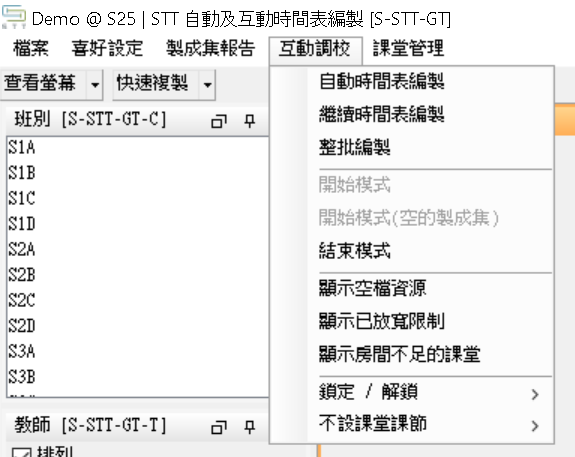 STT
Demo @ S25 | STT 自動及互動時間表編製 [S-STT-GT]
檔案 喜好設定 製成集報告 互動調校 課堂管理
查看螢幕 快速複製
自動時間表編製
繼續時間表編製
整批編製
開始模式
開始模式(空的製成集)
結束模式
顯示空檔資源
顯示已放寬限制
顯示房間不足的課堂
鎖定 / 解鎖
不設課堂課節
班別 [S-STT-GT-C]
S1A
S1B
S1C
S1D
S2A
S2B
S2C
S2D
S3A
S3B
教師 [S-STT-GT-T]
排列